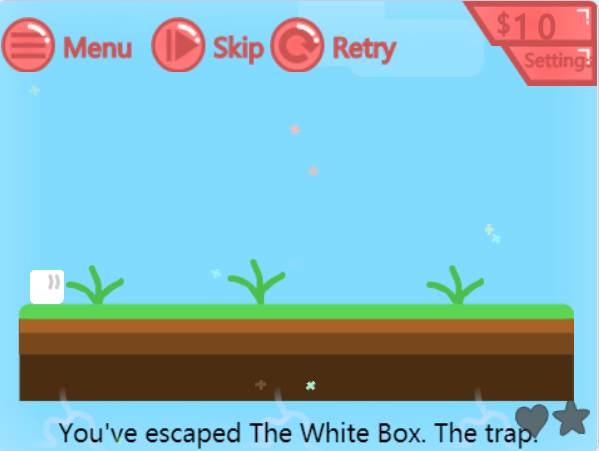 Menu
Skip
Retry
$10
Settings
You've escaped The White Box. The trap.